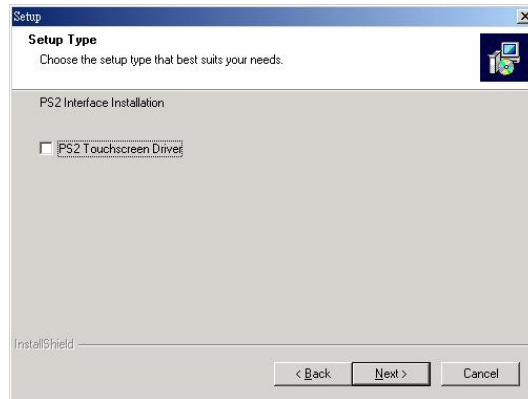 Setup
Setup Type
Choose the setup type that best suits your needs.
PS2 Interface Installation
PS2 Touchscreen Driver
InstallShield
< Back
Next >
Cancel